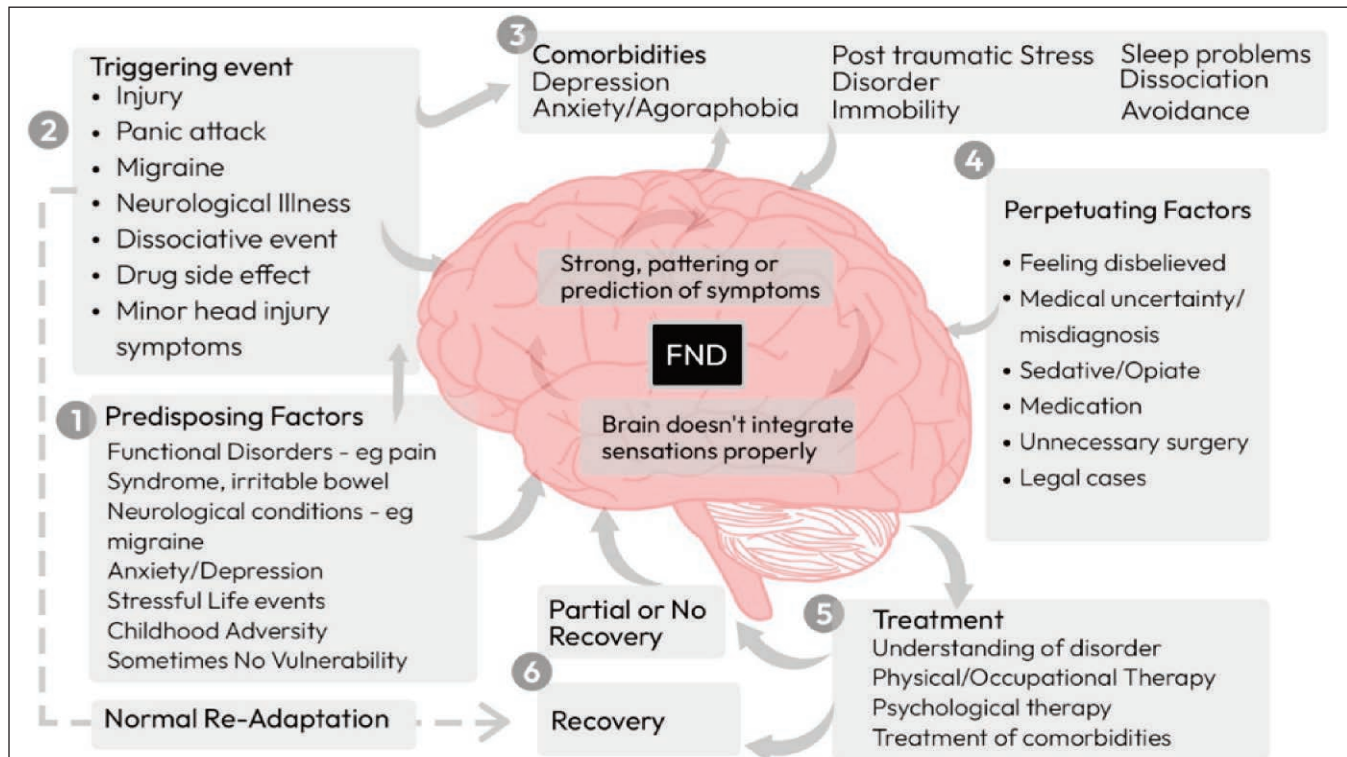 1
Predisposing Factors
Functional Disorders - eg pain
Syndrome, irritable bowel
Neurological conditions - eg
migraine
Anxiety/Depression
Stressful Life events
Childhood Adversity
Sometimes No Vulnerability
2
Triggering event
• Injury
• Panic attack
• Migraine
• Neurological Illness
• Dissociative event
• Drug side effect
• Minor head injury
symptoms
3
Comorbidities
Depression
Anxiety/Agoraphobia
Post traumatic Stress
Disorder
Immobility
Sleep problems
Dissociation
Avoidance
Strong, pattering or
prediction of symptoms
FND
Brain doesn't integrate
sensations properly
4
Perpetuating Factors
• Feeling disbelieved
• Medical uncertainty/
misdiagnosis
• Sedative/Opiate
• Medication
• Unnecessary surgery
• Legal cases
5
Treatment
Understanding of disorder
Physical/Occupational Therapy
Psychological therapy
Treatment of comorbidities
Partial or No
Recovery
6
Recovery
Normal Re-Adaptation